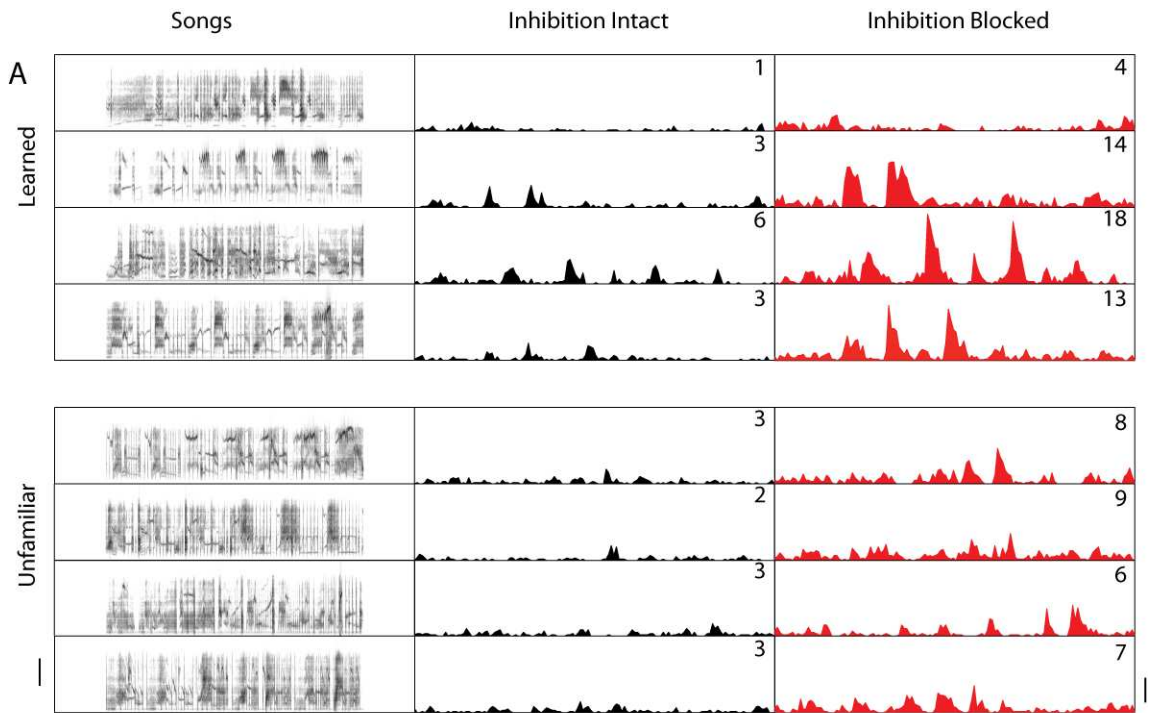 Songs Inhibition Intact Inhibition Blocked
A
Learned
1 4
3 14
6 18
3 13
Unfamiliar
3 8
2 9
3 6
3 7